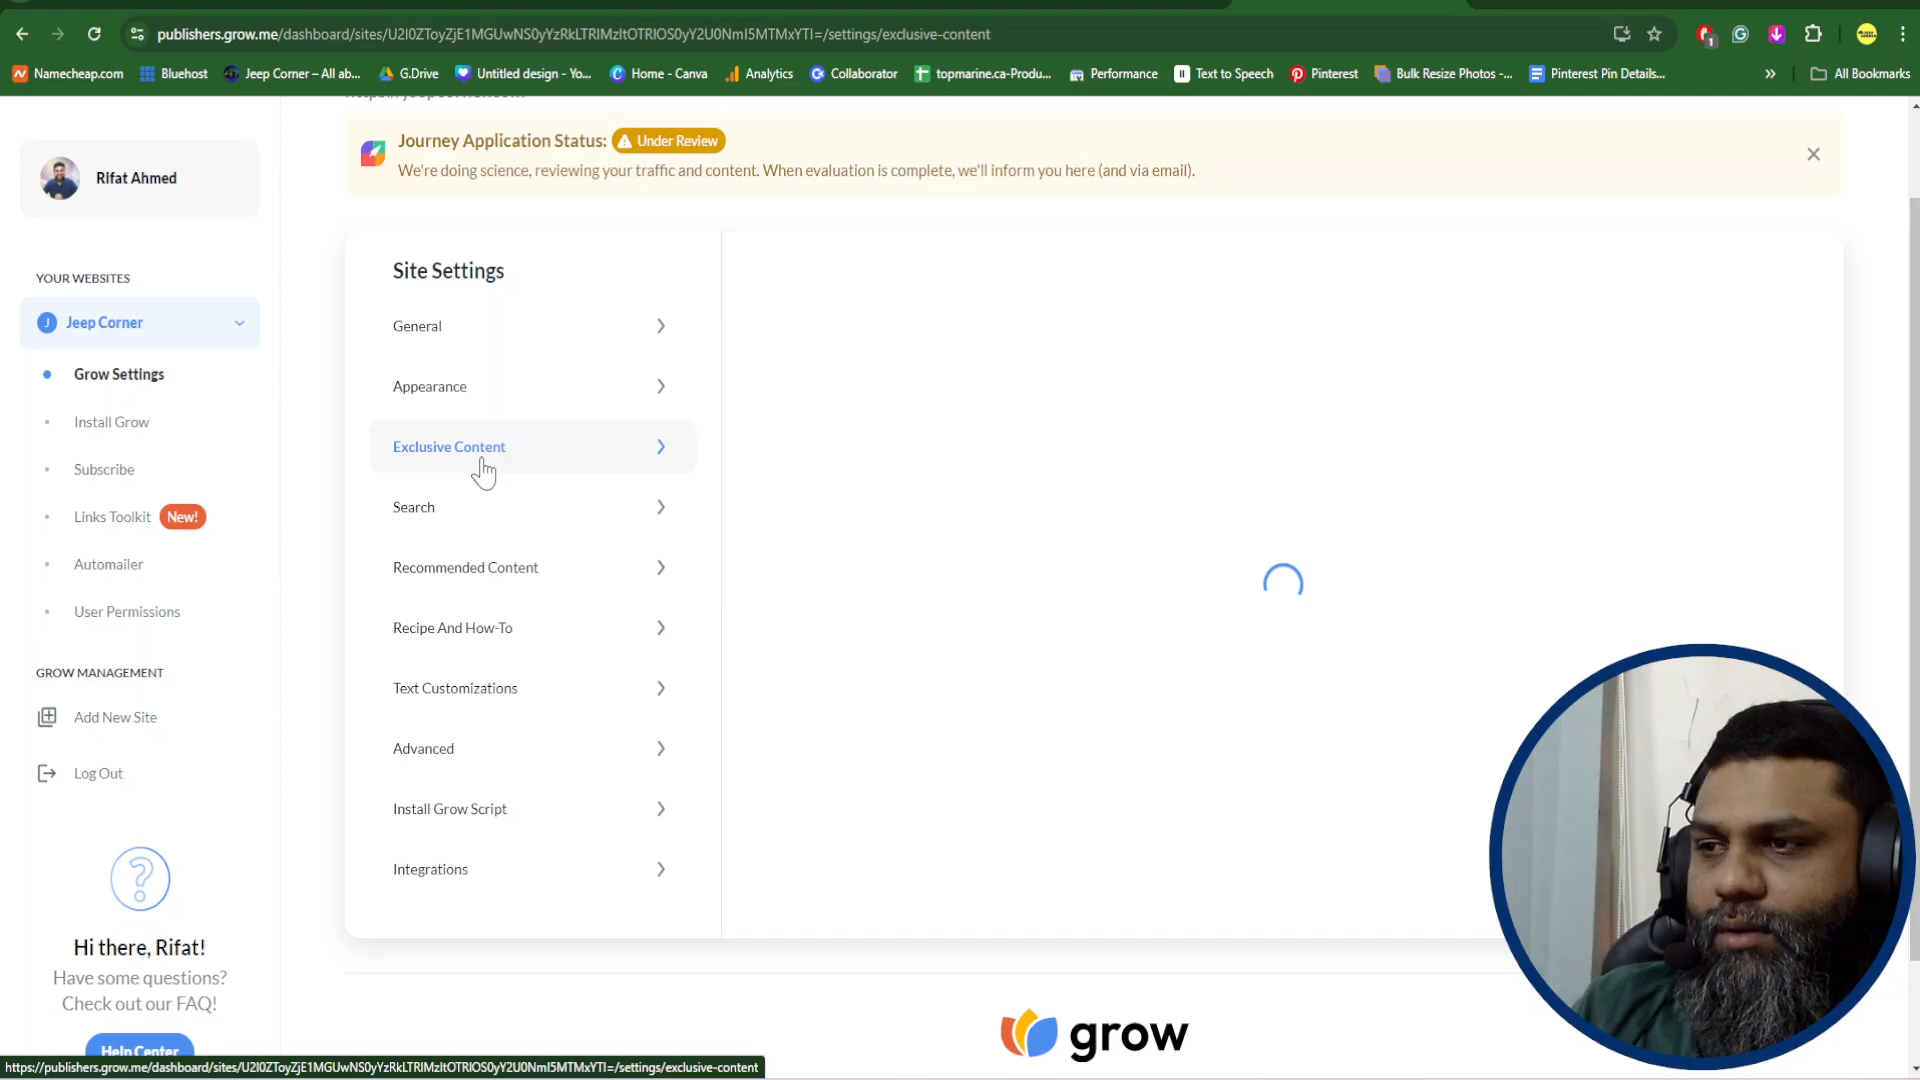 publishers.grow.me/dashboard/sites/U2l0ZToyZjE1MGUwNS0yYzRkLTRlMzItOTRlOS0yY2U0NmI5MTMxYTI=/settings/exclusive-content
Namecheap.com
Bluehost
Jeep Corner – All ab...
G.Drive
Untitled design - Yo...
Home - Canva
Analytics
Collaborator
topmarine.ca-Produ...
Performance
Text to Speech
Pinterest
Bulk Resize Photos -...
Pinterest Pin Details...
»
All Bookmarks
Rifat Ahmed
YOUR WEBSITES
J Jeep Corner
Grow Settings
Install Grow
Subscribe
Links Toolkit New!
Automailer
User Permissions
GROW MANAGEMENT
Add New Site
Log Out
?
Hi there, Rifat!
Have some questions?
Check out our FAQ!
Help Center
Journey Application Status: Under Review
We're doing science, reviewing your traffic and content. When evaluation is complete, we'll inform you here (and via email).
Site Settings
General
Appearance
Exclusive Content
Search
Recommended Content
Recipe And How-To
Text Customizations
Advanced
Install Grow Script
Integrations
grow
https://publishers.grow.me/dashboard/sites/U2l0ZToyZjE1MGUwNS0yYzRkLTRlMzItOTRlOS0yY2U0NmI5MTMxYTI=/settings/exclusive-content